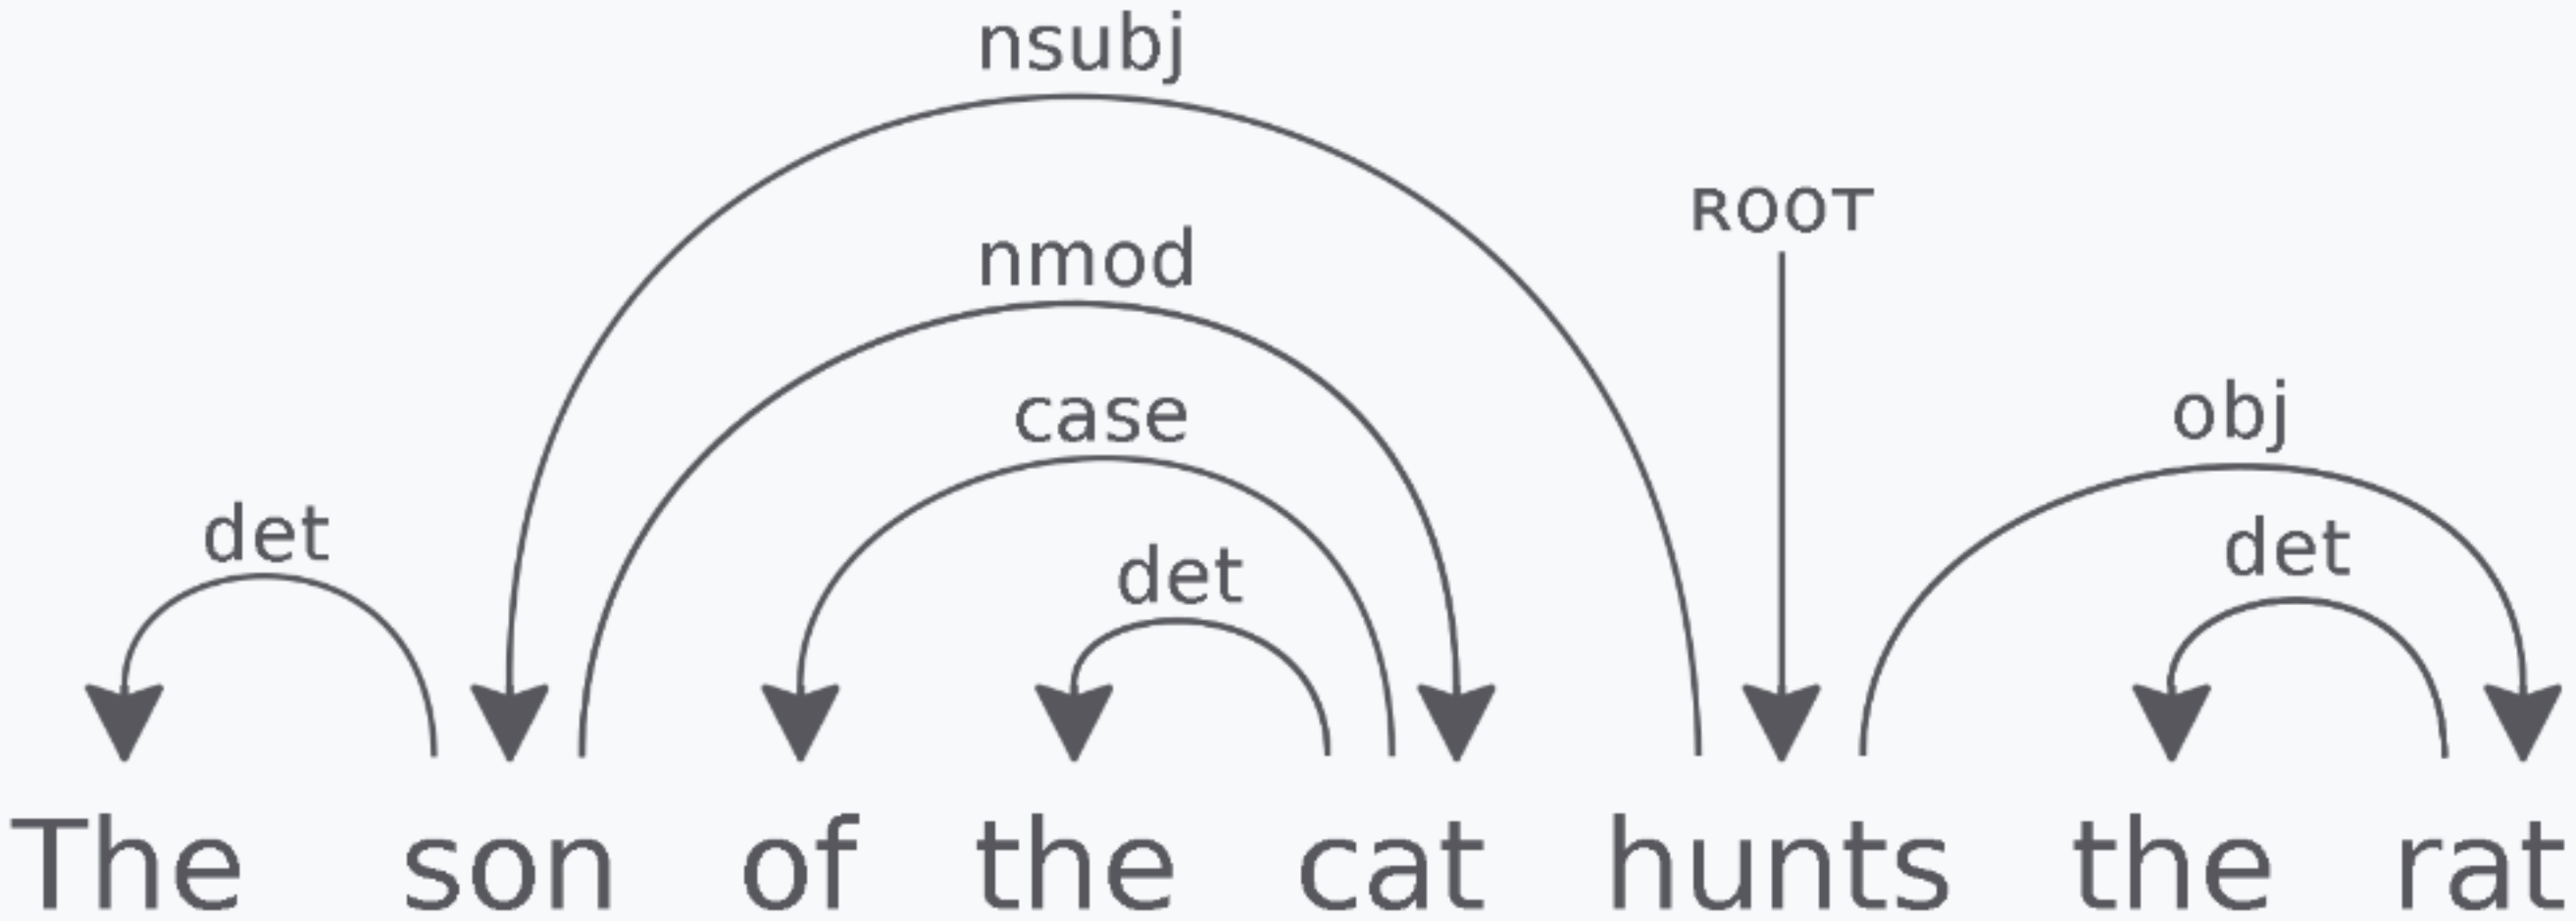 nsubj
ROOT
nmod
obj
case
det
det
det
The son of the cat hunts the rat